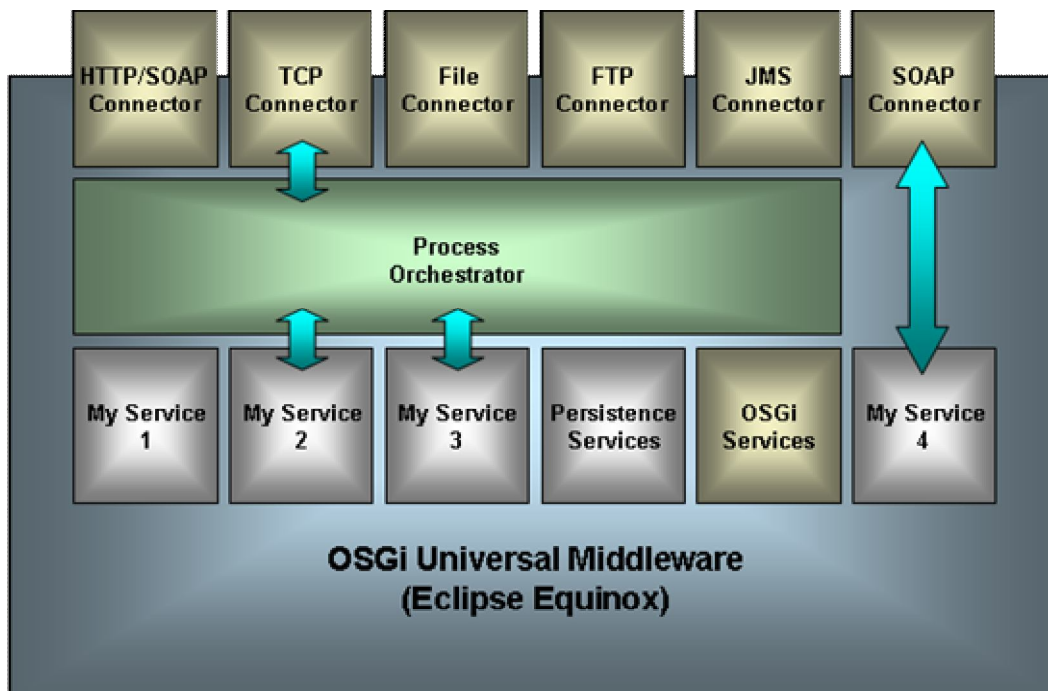 HTTP/SOAP
Connector
TCP
Connector
File
Connector
FTP
Connector
JMS
Connector
SOAP
Connector
Process
Orchestrator
My Service
1
My Service
2
My Service
3
Persistence
Services
OSGi
Services
My Service
4
OSGi Universal Middleware
(Eclipse Equinox)